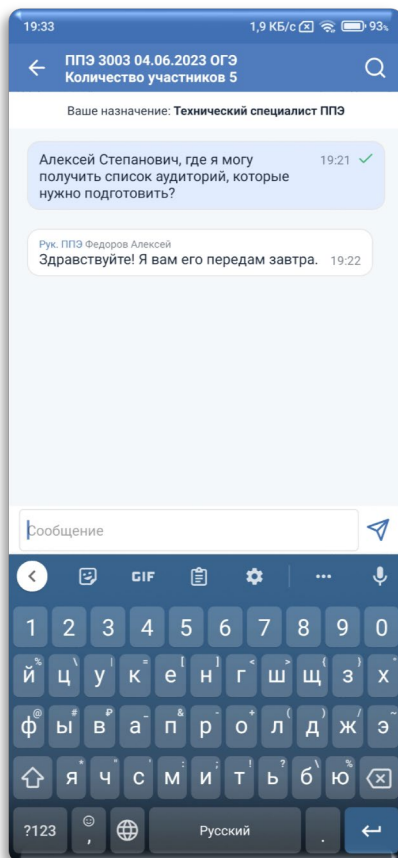 19:33 1,9 КБ/с 93%
ППЭ 3003 04.06.2023 ОГЭ
Количество участников 5
Ваше назначение: Технический специалист ППЭ
Алексей Степанович, где я могу 19:21
получить список аудиторий, которые
нужно подготовить?
Рук. ППЭ Федоров Алексей
Здравствуйте! Я вам его передам завтра. 19:22
Сообщение
GIF
1 2 3 4 5 6 7 8 9 0
й % ц \ у | к = е [ н ] г < ш > щ { з } х
ф @ ы # в ₽ а _ п & р - о + л ( д ) ж / э ~
я * ч " с ' м : и ; т ! ь ? б \ ю %
?123 , Русский .